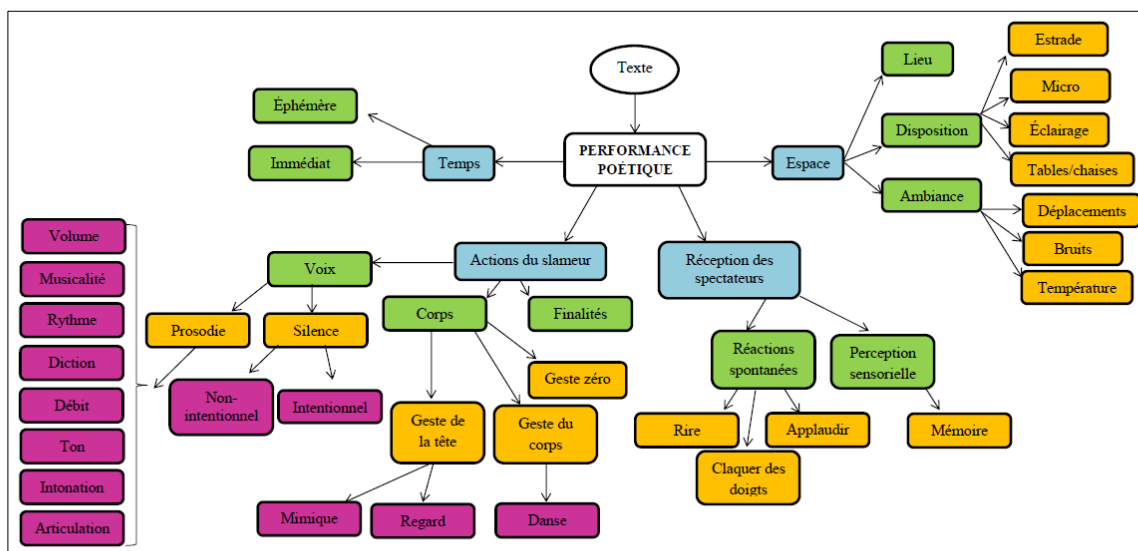 Texte
PERFORMANCE
POÉTIQUE
Temps
Éphémère
Immédiat
Espace
Lieu
Disposition
Estrade
Micro
Éclairage
Tables/chaises
Ambiance
Déplacements
Bruits
Température
Actions du slameur
Voix
Prosodie
Volume
Musicalité
Rythme
Diction
Débit
Ton
Intonation
Articulation
Silence
Non-
intentionnel
Intentionnel
Corps
Geste de
la tête
Mimique
Regard
Geste du
corps
Danse
Geste zéro
Finalités
Réception des
spectateurs
Réactions
spontanées
Rire
Claquer des
doigts
Applaudir
Perception
sensorielle
Mémoire